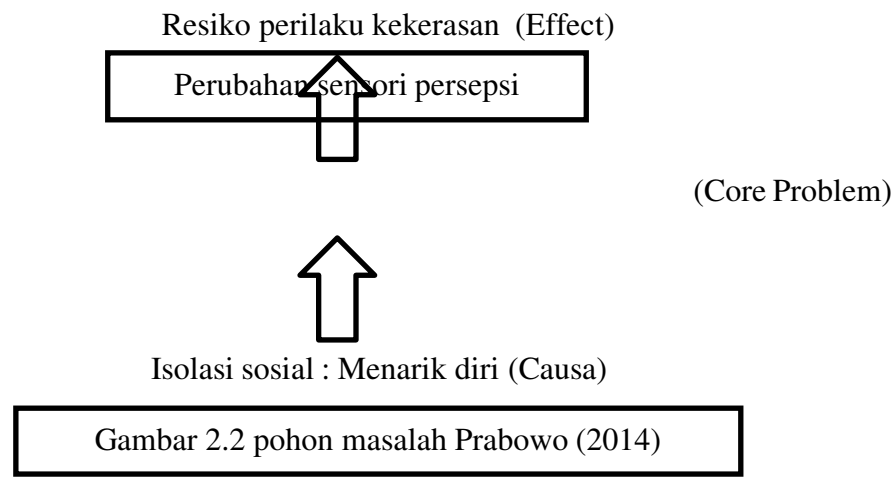 Resiko perilaku kekerasan (Effect)
Perubahan sensori persepsi
(Core Problem)
Isolasi sosial : Menarik diri (Causa)
Gambar 2.2 pohon masalah Prabowo (2014)